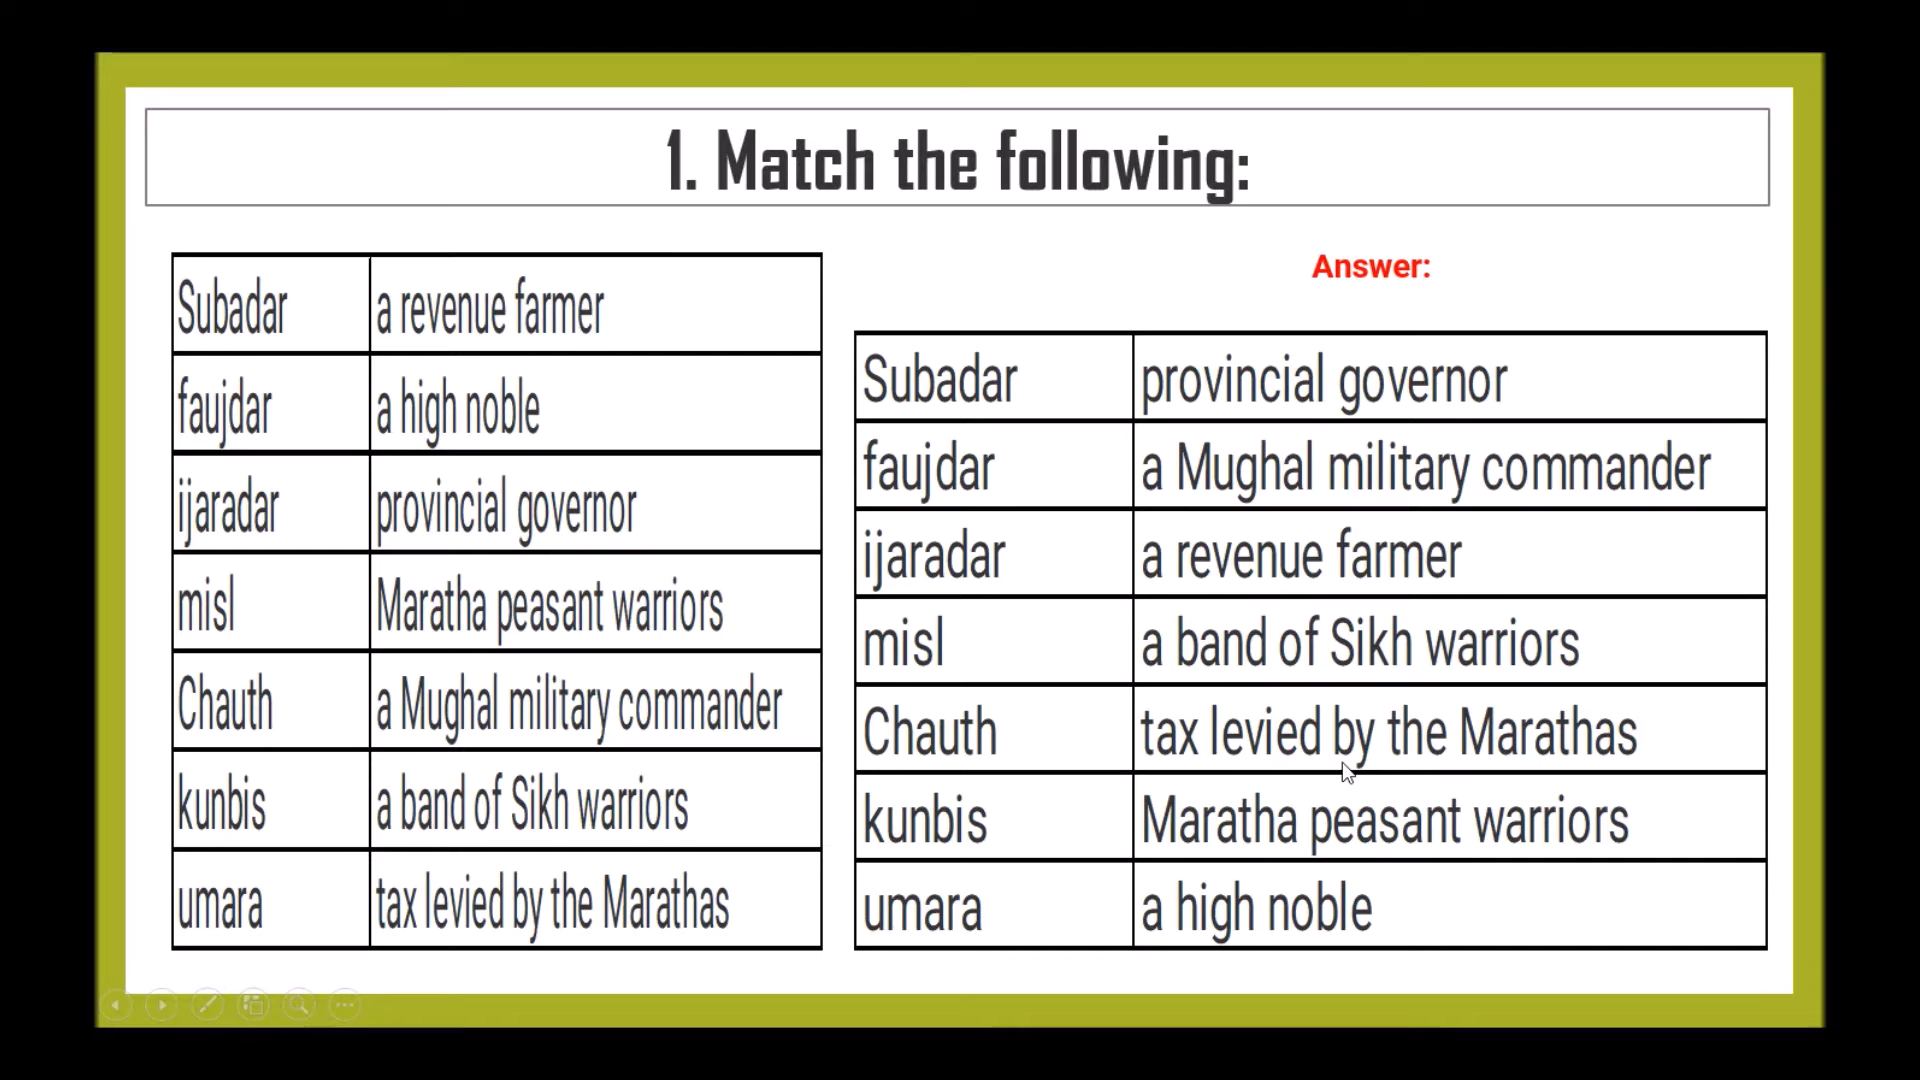 1. Match the following:
Subadar a revenue farmer
faujdar a high noble
ijaradar provincial governor
misl Maratha peasant warriors
Chauth a Mughal military commander
kunbis a band of Sikh warriors
umara tax levied by the Marathas
Answer:
Subadar provincial governor
faujdar a Mughal military commander
ijaradar a revenue farmer
misl a band of Sikh warriors
Chauth tax levied by the Marathas
kunbis Maratha peasant warriors
umara a high noble